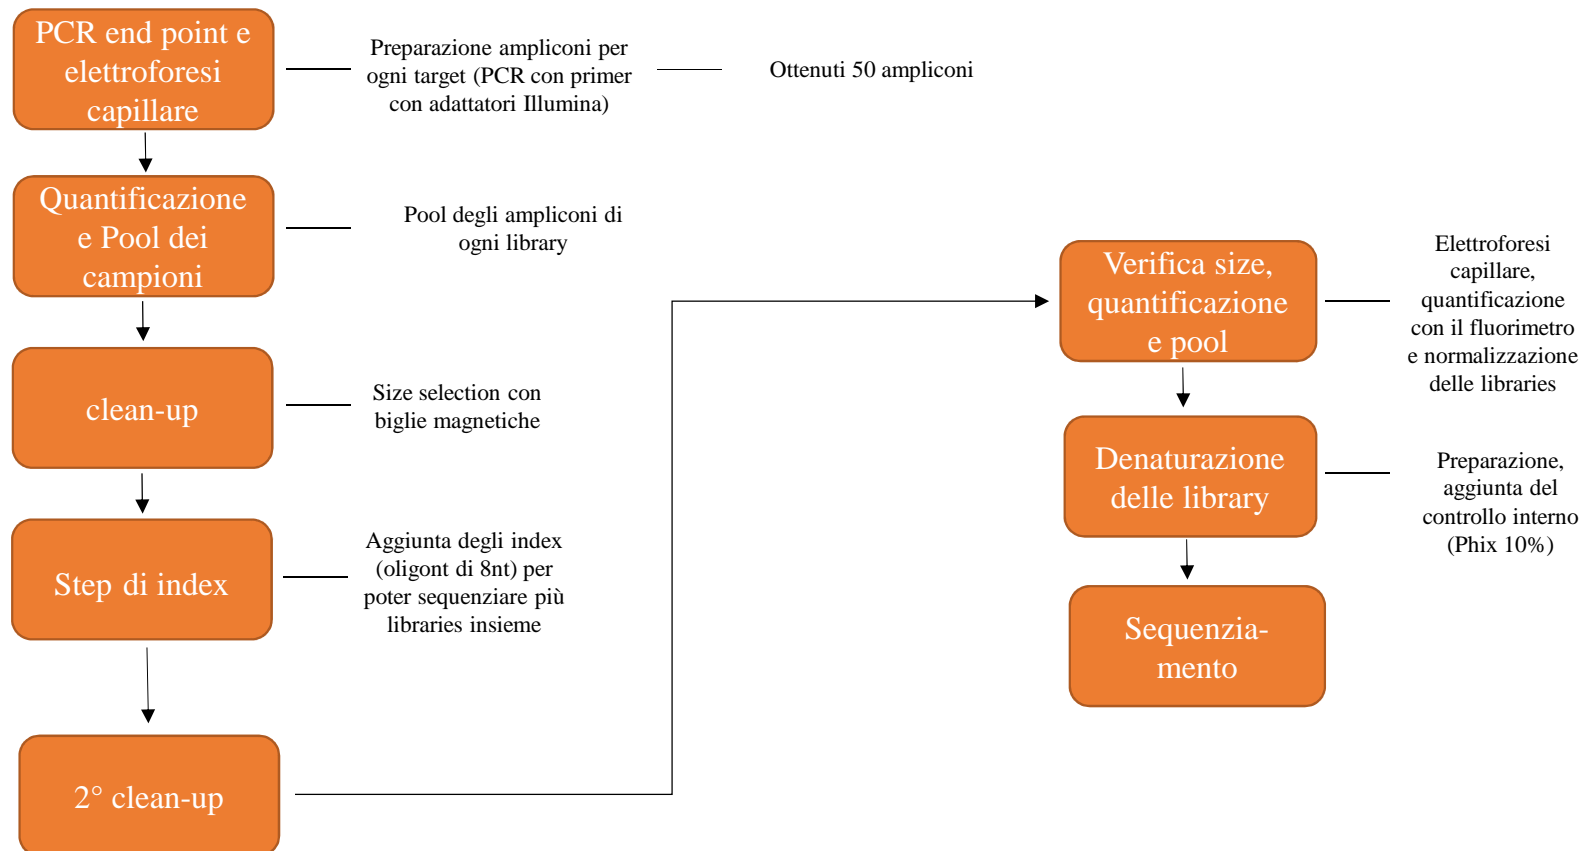 PCR end point e
elettroforesi
capillare
Preparazione ampliconi per
ogni target (PCR con primer
con adattatori Illumina)
Ottenuti 50 ampliconi
Quantificazione
e Pool dei
campioni
Pool degli ampliconi di
ogni library
clean-up
Size selection con
biglie magnetiche
Step di index
Aggiunta degli index
(oligont di 8nt) per
poter sequenziare più
libraries insieme
2° clean-up
Verifica size,
quantificazione
e pool
Elettroforesi
capillare,
quantificazione
con il fluorimetro
e normalizzazione
delle libraries
Denaturazione
delle library
Preparazione,
aggiunta del
controllo interno
(Phix 10%)
Sequenzia-
mento